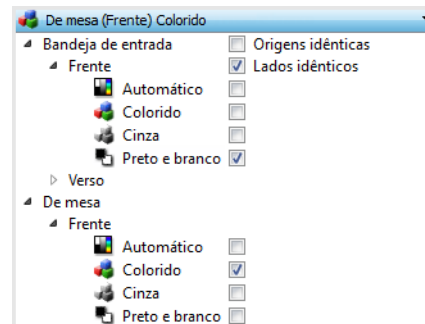 De mesa (Frente) Colorido
Bandeja de entrada Origens idênticas
Frente Lados idênticos
Automático
Colorido
Cinza
Preto e branco
Verso
De mesa
Frente
Automático
Colorido
Cinza
Preto e branco